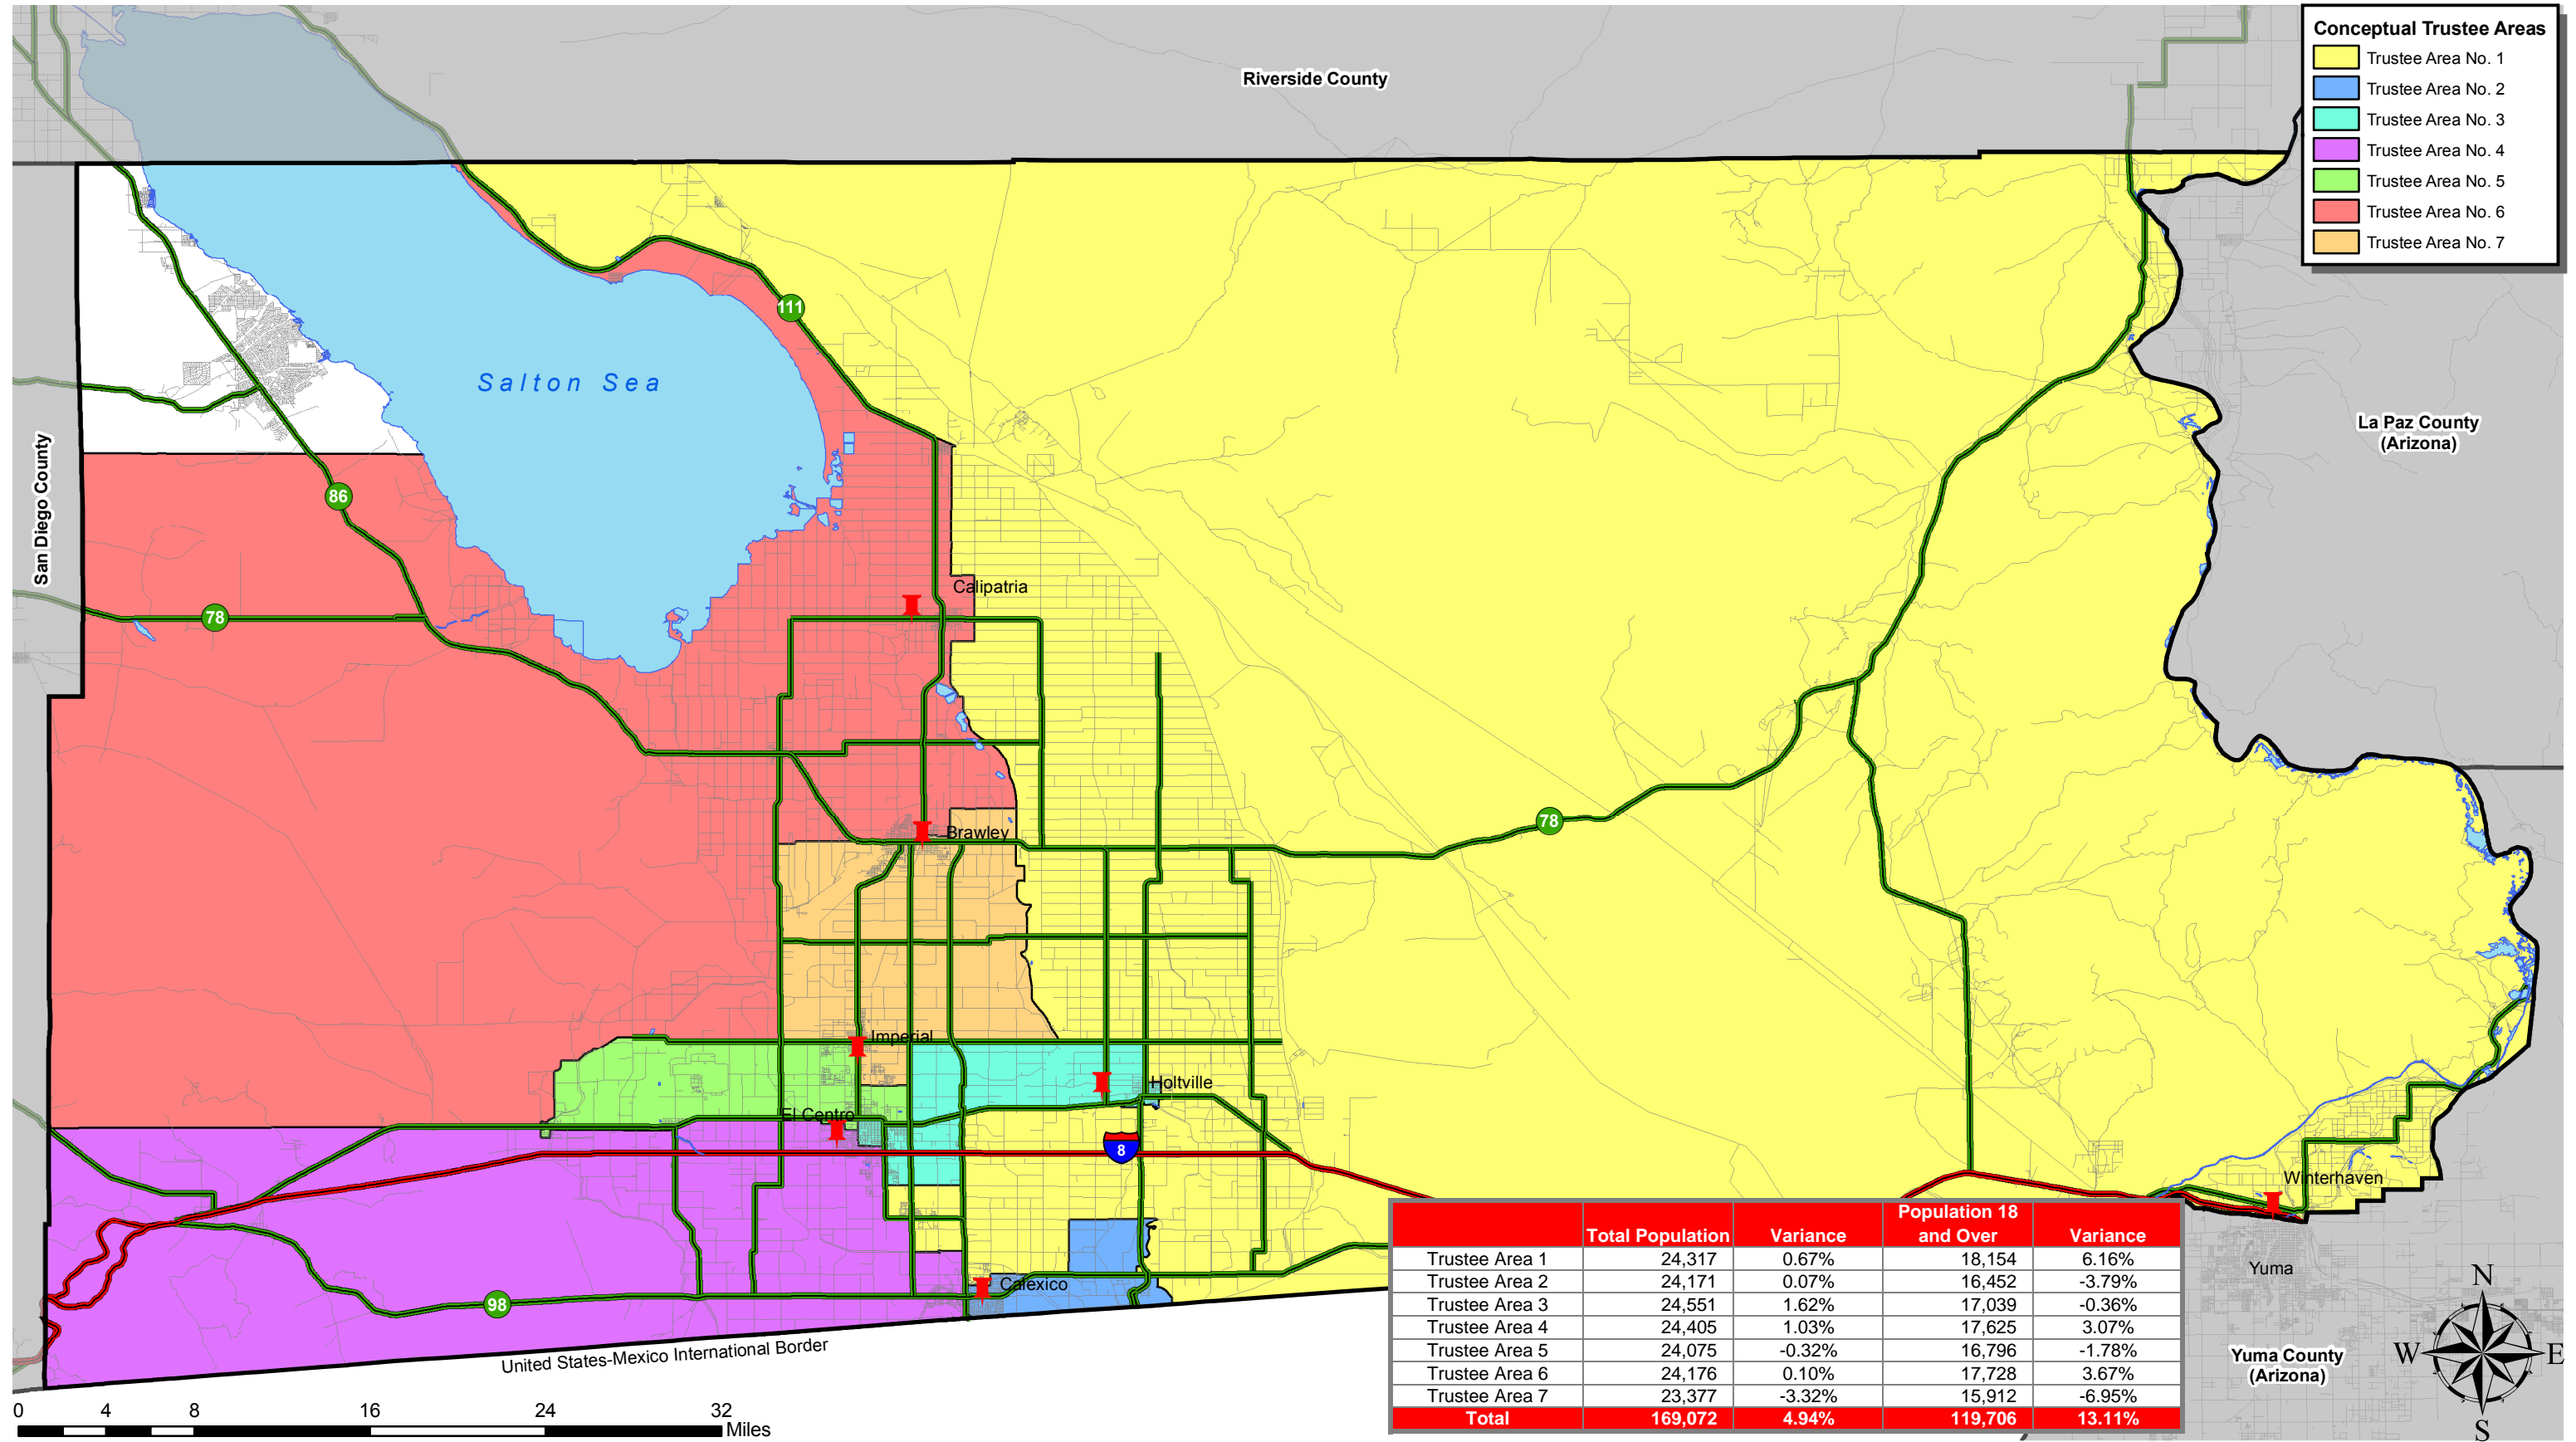 Conceptual Trustee Areas
Trustee Area No. 1
Trustee Area No. 2
Trustee Area No. 3
Trustee Area No. 4
Trustee Area No. 5
Trustee Area No. 6
Trustee Area No. 7
Riverside County
San Diego County
La Paz County
(Arizona)
Salton Sea
111
86
78
Calipatria
78
Brawley
Imperial
Holtville
El Centro
8
Winterhaven
Calexico
98
United States-Mexico International Border
Yuma
Yuma County
(Arizona)
N
W
E
S
0 4 8 16 24 32
Miles
Total Population Variance Population 18 and Over Variance
Trustee Area 1 24,317 0.67% 18,154 6.16%
Trustee Area 2 24,171 0.07% 16,452 -3.79%
Trustee Area 3 24,551 1.62% 17,039 -0.36%
Trustee Area 4 24,405 1.03% 17,625 3.07%
Trustee Area 5 24,075 -0.32% 16,796 -1.78%
Trustee Area 6 24,176 0.10% 17,728 3.67%
Trustee Area 7 23,377 -3.32% 15,912 -6.95%
Total 169,072 4.94% 119,706 13.11%